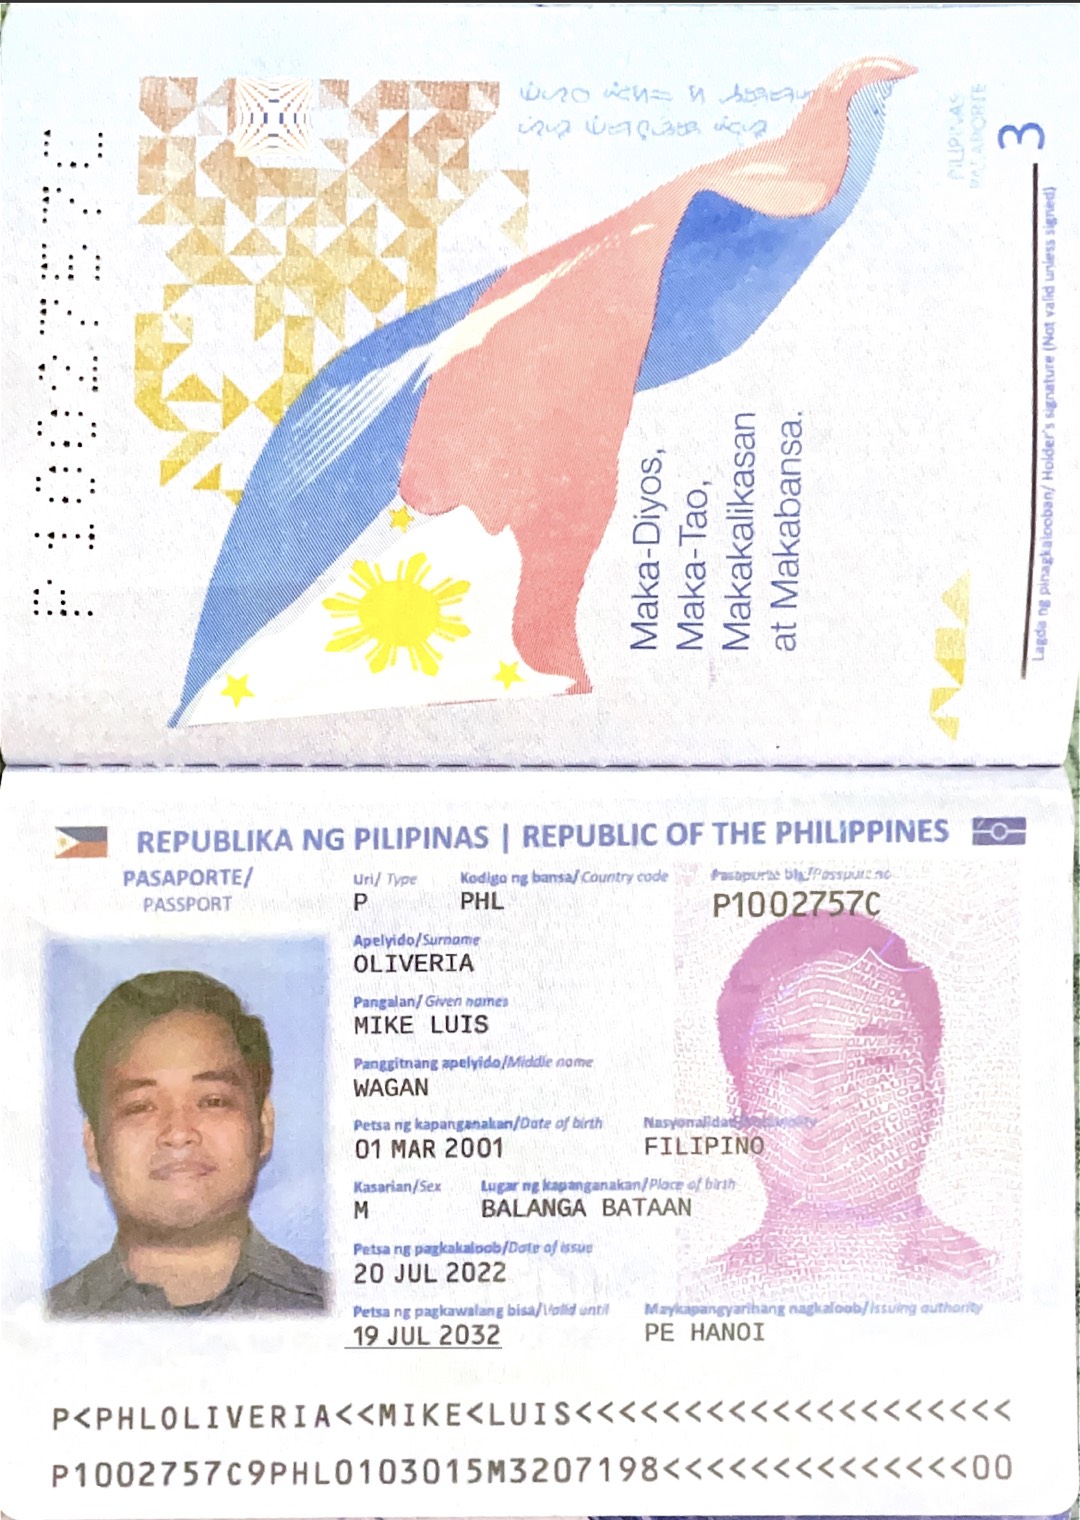 P1002757C
PILIPINAS
PASAPORTE
3
Maka-Diyos,
Maka-Tao,
Makakalikasan
at Makabansa.
Lagda ng pinagkalooban/ Holder's signature (Not valid unless signed)
REPUBLIKA NG PILIPINAS | REPUBLIC OF THE PHILIPPINES
PASAPORTE/
PASSPORT
Uri/ Type
Kodigo ng bansa/ Country code
Pasaporte blg./Passport no
P
PHL
P1002757C
Apelyido/Surname
OLIVERIA
Pangalan/ Given names
MIKE LUIS
Panggitnang apelyido/Middle name
WAGAN
Petsa ng kapanganakan/Date of birth
Nasyonalidad/Nationality
01 MAR 2001
FILIPINO
Kasarian/Sex
Lugar ng kapanganakan/Place of birth
M
BALANGA BATAAN
Petsa ng pagkakaloob/Date of issue
20 JUL 2022
Petsa ng pagkawalang bisa/Valid until
Maykapangyarihang nagkaloob/Issuing authority
19 JUL 2032
PE HANOI
P<PHLOLIVERIA<<MIKE<LUIS<<<<<<<<<<<<<<<<<<<<
P1002757C9PHL0103015M3207198<<<<<<<<<<<<<<00